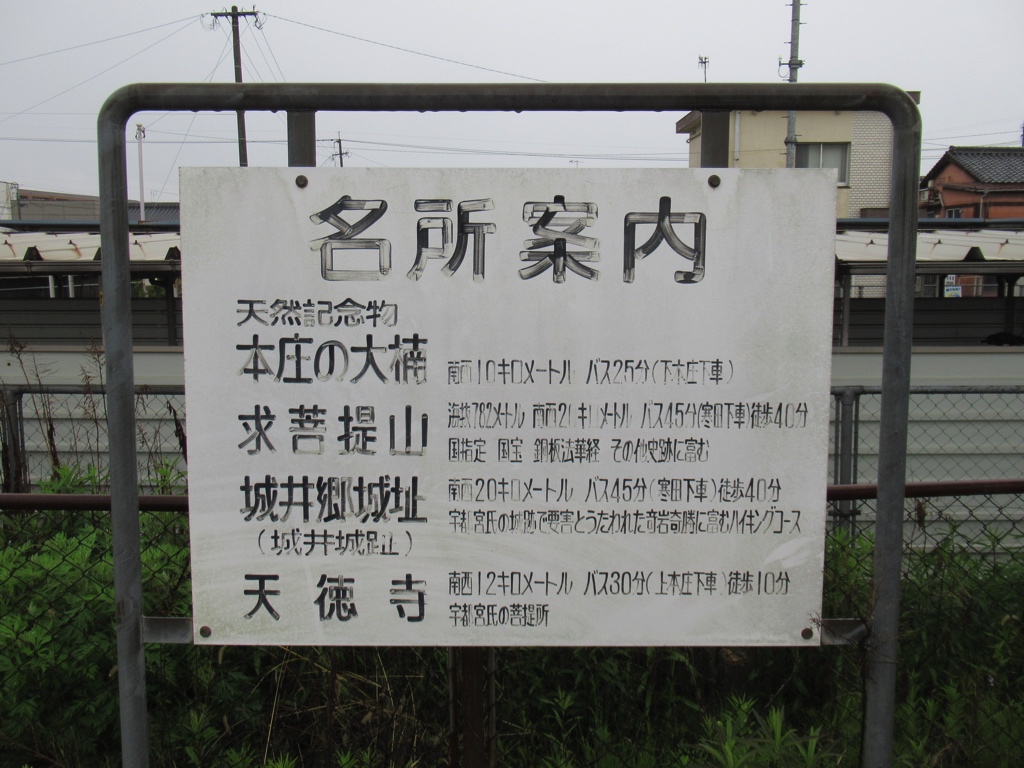 名所案内
天然記念物
本庄の大楠 南西10キロメートル バス25分(下本庄下車)
求菩提山 海抜782メトル 南西20キロメートル バス45分(寒田下車)徒歩40分
国指定 国宝 銅板法華経 その他史跡に富む
城井郷城址 南西20キロメートル バス45分(寒田下車)徒歩40分
(城井城趾) 宇都宮氏の城跡で要害とうたわれた奇岩奇勝に富むハイキングコース
天徳寺 南西12キロメートル バス30分(上本庄下車)徒歩10分
宇都宮氏の菩提所